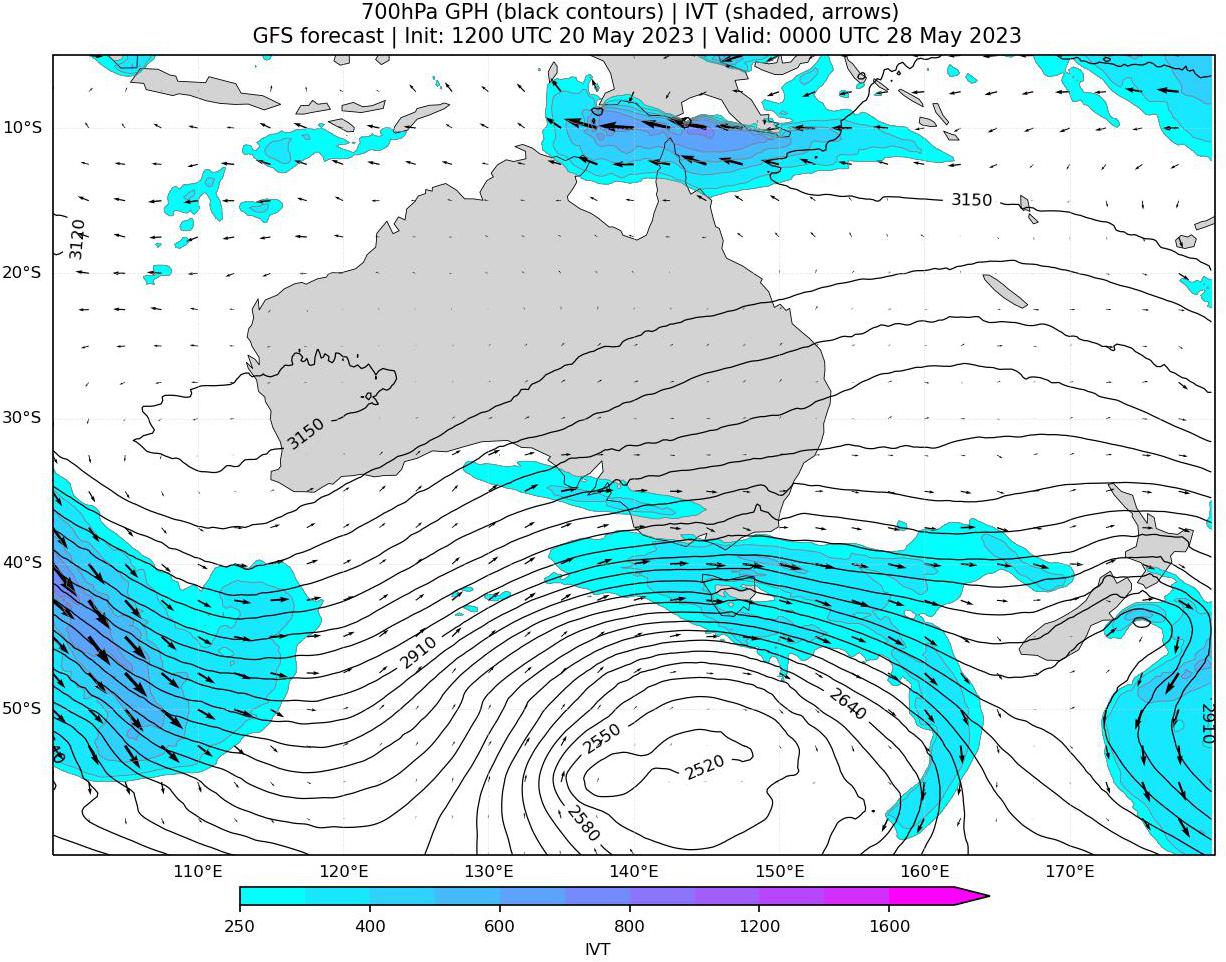 700hPa GPH (black contours) | IVT (shaded, arrows)
GFS forecast | Init: 1200 UTC 20 May 2023 | Valid: 0000 UTC 28 May 2023
10°S
3150
3120
20°S
30°S
3150
40°S
2910
50°S
2640
2910
2550
2520
2580
110°E 120°E 130°E 140°E 150°E 160°E 170°E
250 400 600 800 1200 1600
IVT